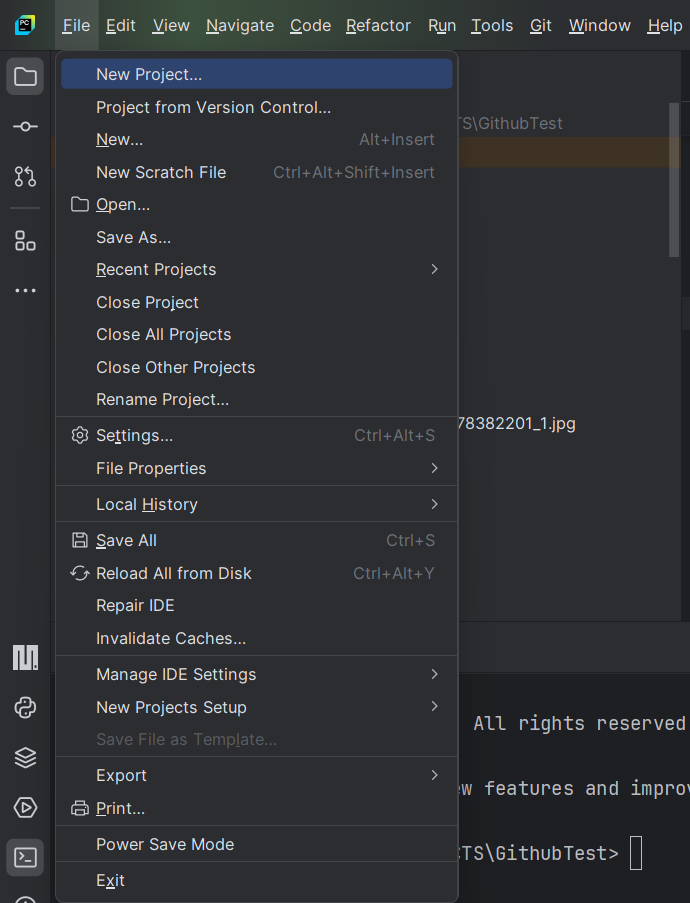 PC
File Edit View Navigate Code Refactor Run Tools Git Window Help
New Project...
Project from Version Control...
TS\GithubTest
New... Alt+Insert
New Scratch File Ctrl+Alt+Shift+Insert
Open...
Save As...
Recent Projects
Close Project
Close All Projects
Close Other Projects
Rename Project...
78382201_1.jpg
Settings... Ctrl+Alt+S
File Properties
Local History
Save All Ctrl+S
Reload All from Disk Ctrl+Alt+Y
Repair IDE
Invalidate Caches...
Manage IDE Settings
New Projects Setup
All rights reserved
Save File as Template...
Export
w features and improv
Print...
Power Save Mode
CTS\GithubTest>
Exit